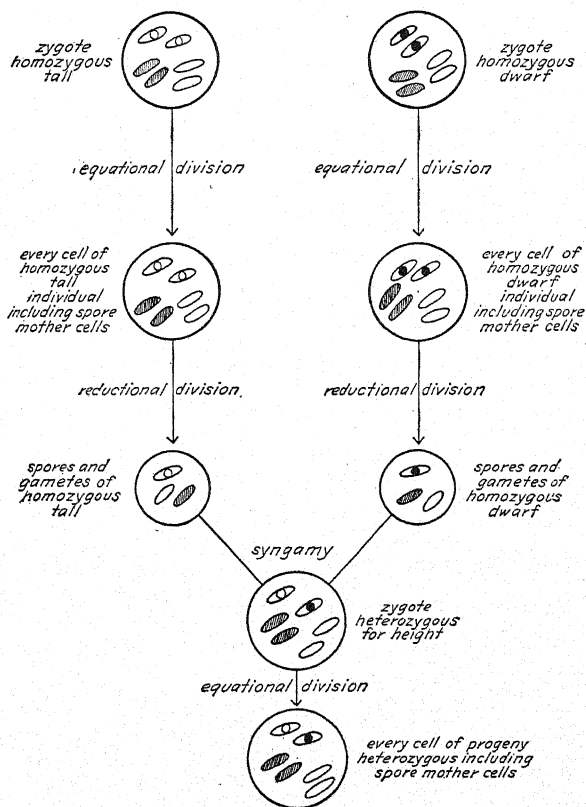 zygote
homozygous
tall
zygote
homozygous
dwarf
equational division
equational division
every cell of
homozygous
tall
individual
including spore
mother cells
every cell of
homozygous
dwarf
individual
including spore
mother cells
reductional division.
reductional division
spores and
gametes of
homozygous
tall
spores and
gametes of
homozygous
dwarf
syngamy
zygote
heterozygous
for height
equational division
every cell of progeny
heterozygous including
spore mother cells